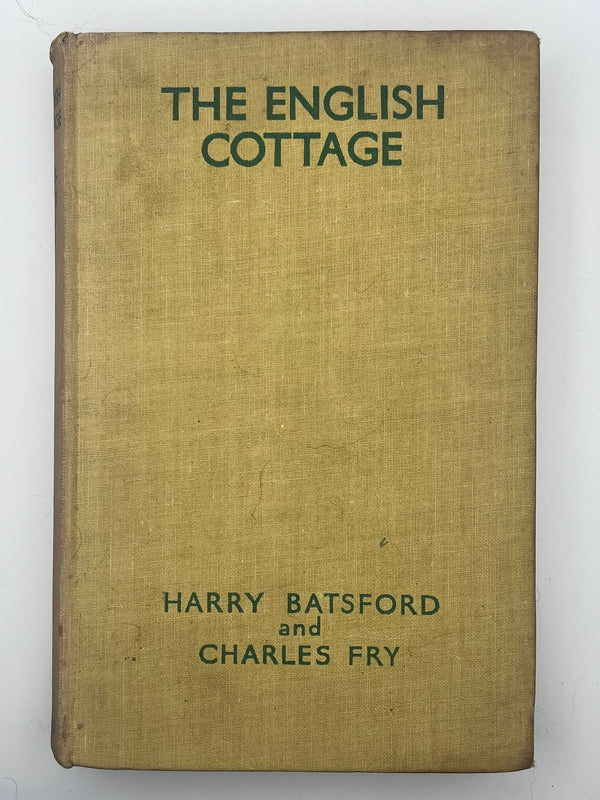 THE ENGLISH
COTTAGE
HARRY BATSFORD
and
CHARLES FRY